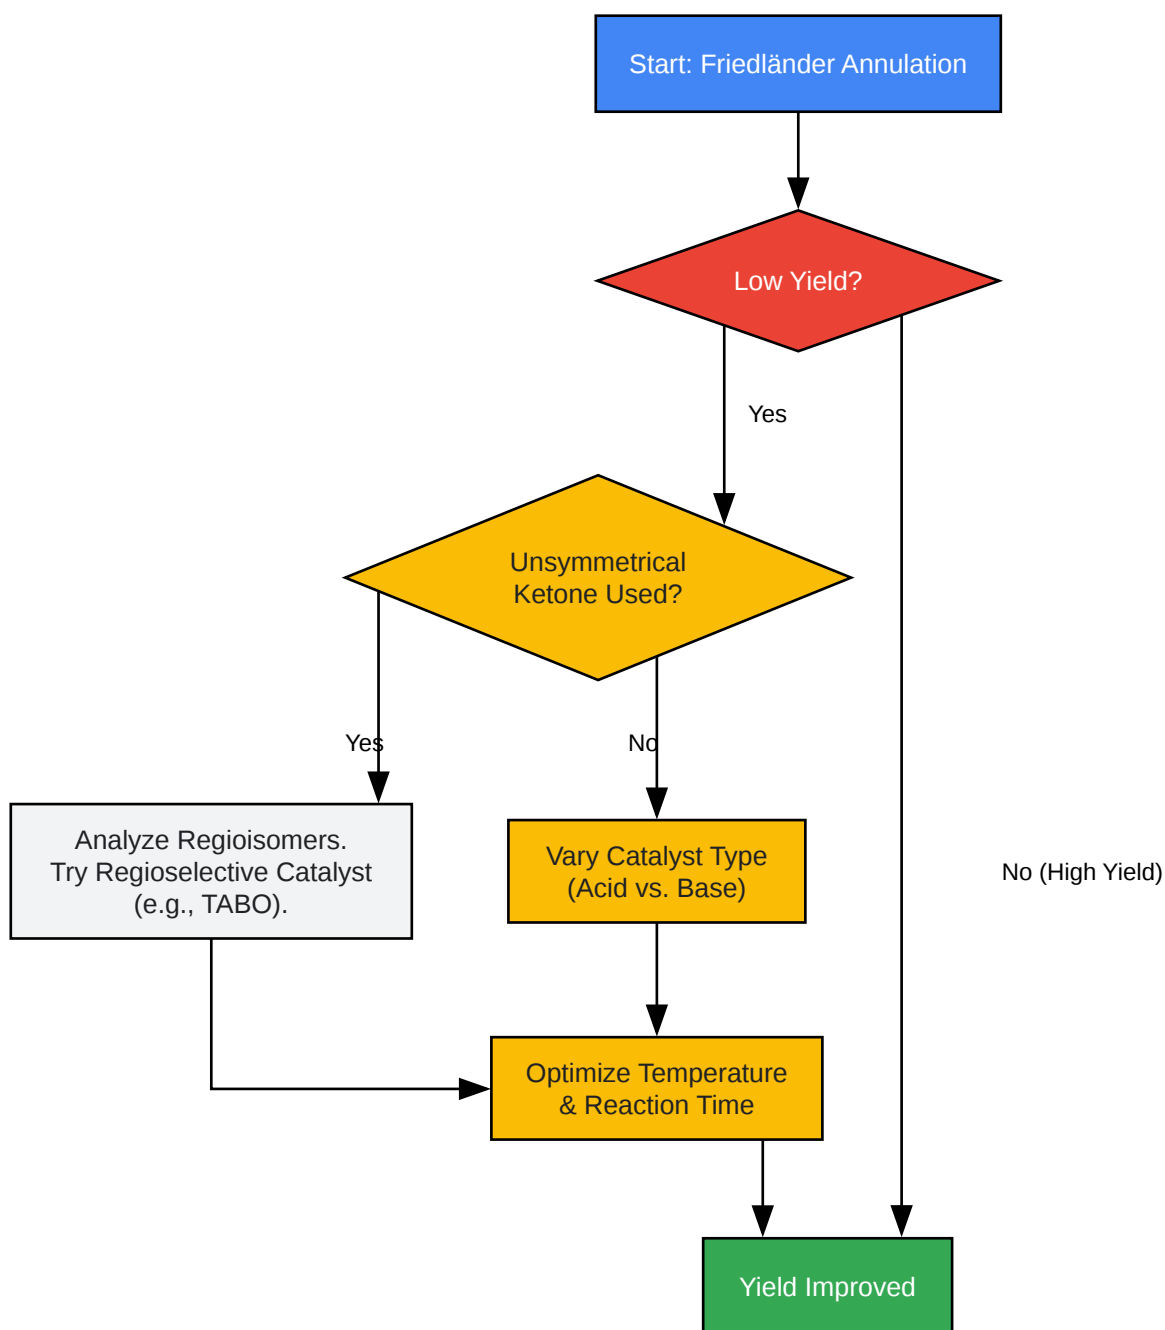 Start: Friedländer Annulation
Low Yield?
Yes
Unsymmetrical
Ketone Used?
Yes
No
Analyze Regioisomers.
Try Regioselective Catalyst
(e.g., TABO).
Vary Catalyst Type
(Acid vs. Base)
No (High Yield)
Optimize Temperature
& Reaction Time
Yield Improved